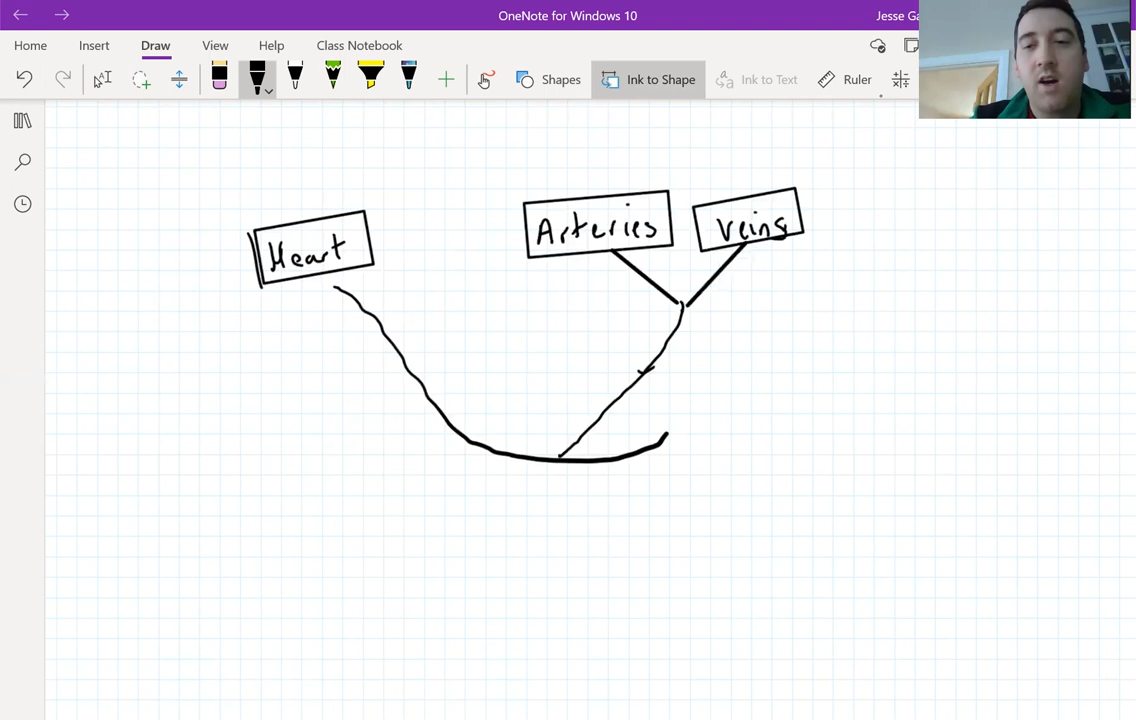 OneNote for Windows 10
Jesse Ga
Home Insert Draw View Help Class Notebook
Shapes Ink to Shape Ink to Text Ruler
Heart
Arteries
Veins